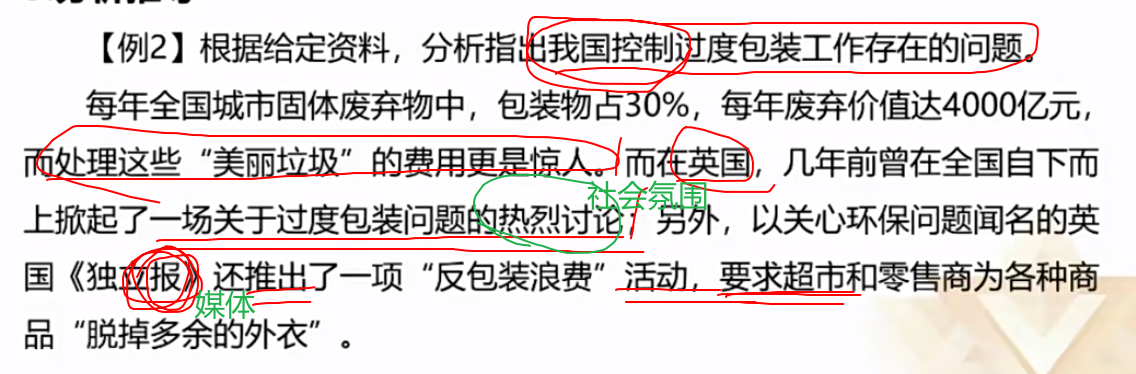 【例2】根据给定资料，分析指出我国控制过度包装工作存在的问题。
每年全国城市固体废弃物中，包装物占30%，每年废弃价值达4000亿元，
而处理这些“美丽垃圾”的费用更是惊人。而在英国，几年前曾在全国自下而
社会氛围
上掀起了一场关于过度包装问题的热烈讨论；另外，以关心环保问题闻名的英
国《独立报》还推出了一项“反包装浪费”活动，要求超市和零售商为各种商
媒体
品“脱掉多余的外衣”。